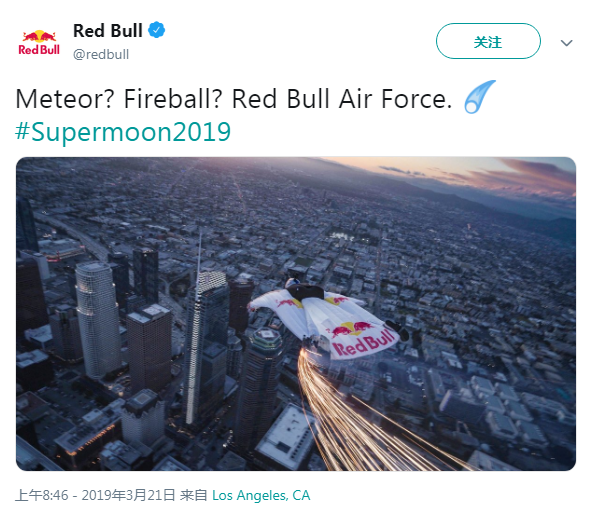 Red Bull
@redbull
关注
Red Bull
Meteor? Fireball? Red Bull Air Force.
#Supermoon2019
Red Bull
上午8:46 - 2019年3月21日 来自 Los Angeles, CA